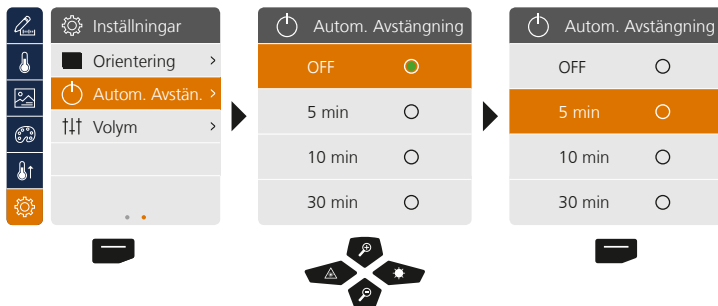 Inställningar
Orientering
Autom. Avstän.
Volym
Autom. Avstängning
OFF
5 min
10 min
30 min
Autom. Avstängning
OFF
5 min
10 min
30 min